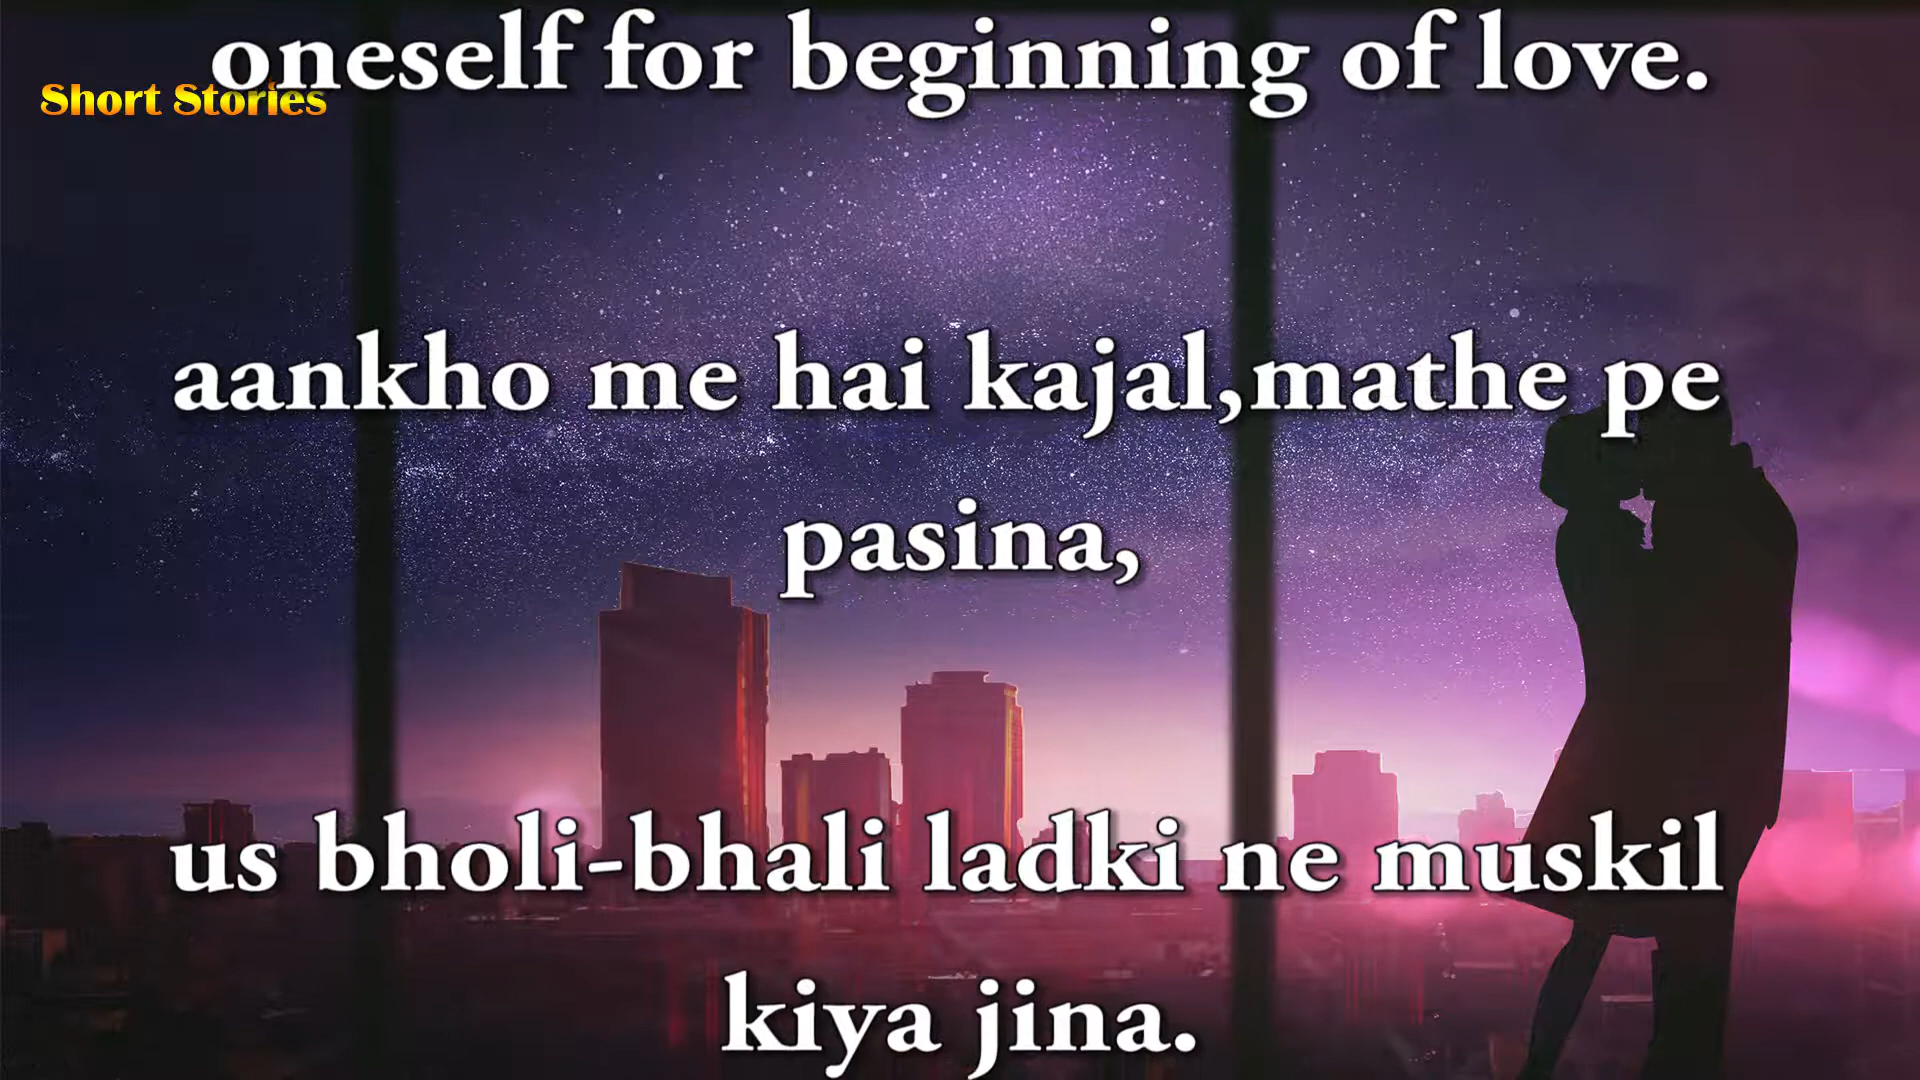 oneself for beginning of love.
Short Stories
aankho me hai kajal,mathe pe
pasina,
us bholi-bhali ladki ne muskil
kiya jina.